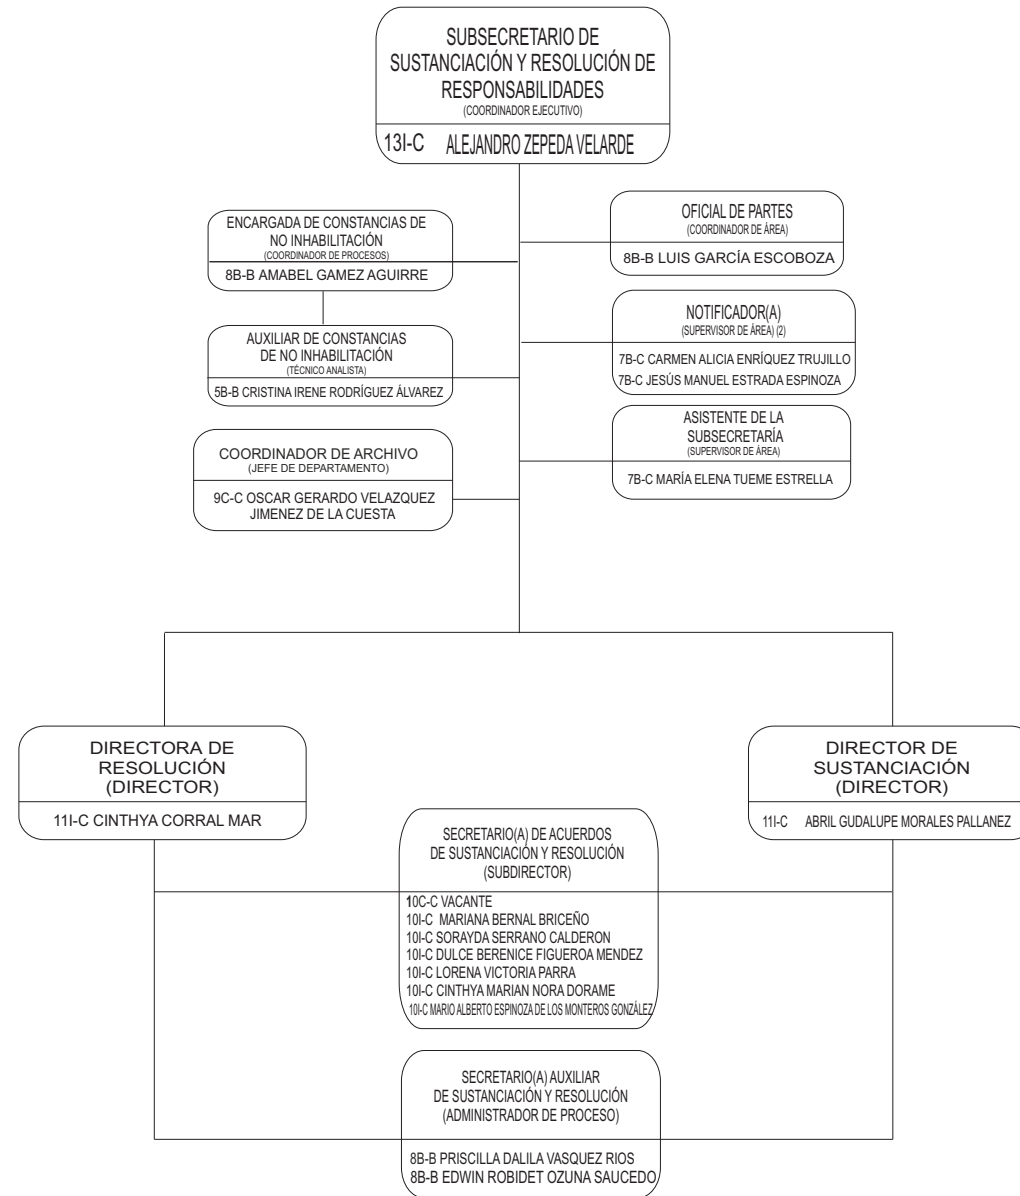 SUBSECRETARIO DE
SUSTANCIACIÓN Y RESOLUCIÓN DE
RESPONSABILIDADES
(COORDINADOR EJECUTIVO)
13I-C ALEJANDRO ZEPEDA VELARDE
ENCARGADA DE CONSTANCIAS DE
NO INHABILITACIÓN
(COORDINADOR DE PROCESOS)
8B-B AMABEL GAMEZ AGUIRRE
AUXILIAR DE CONSTANCIAS
DE NO INHABILITACIÓN
(TÉCNICO ANALISTA)
5B-B CRISTINA IRENE RODRÍGUEZ ÁLVAREZ
COORDINADOR DE ARCHIVO
(JEFE DE DEPARTAMENTO)
9C-C OSCAR GERARDO VELAZQUEZ
JIMENEZ DE LA CUESTA
OFICIAL DE PARTES
(COORDINADOR DE ÁREA)
8B-B LUIS GARCÍA ESCOBOZA
NOTIFICADOR(A)
(SUPERVISOR DE ÁREA) (2)
7B-C CARMEN ALICIA ENRÍQUEZ TRUJILLO
7B-C JESÚS MANUEL ESTRADA ESPINOZA
ASISTENTE DE LA
SUBSECRETARÍA
(SUPERVISOR DE ÁREA)
7B-C MARÍA ELENA TUEME ESTRELLA
DIRECTORA DE
RESOLUCIÓN
(DIRECTOR)
11I-C CINTHYA CORRAL MAR
DIRECTOR DE
SUSTANCIACIÓN
(DIRECTOR)
11I-C ABRIL GUDALUPE MORALES PALLANEZ
SECRETARIO(A) DE ACUERDOS
DE SUSTANCIACIÓN Y RESOLUCIÓN
(SUBDIRECTOR)
10C-C VACANTE
10I-C MARIANA BERNAL BRICEÑO
10I-C SORAYDA SERRANO CALDERON
10I-C DULCE BERENICE FIGUEROA MENDEZ
10I-C LORENA VICTORIA PARRA
10I-C CINTHYA MARIAN NORA DORAME
10I-C MARIO ALBERTO ESPINOZA DE LOS MONTEROS GONZÁLEZ
SECRETARIO(A) AUXILIAR
DE SUSTANCIACIÓN Y RESOLUCIÓN
(ADMINISTRADOR DE PROCESO)
8B-B PRISCILLA DALILA VASQUEZ RIOS
8B-B EDWIN ROBIDET OZUNA SAUCEDO